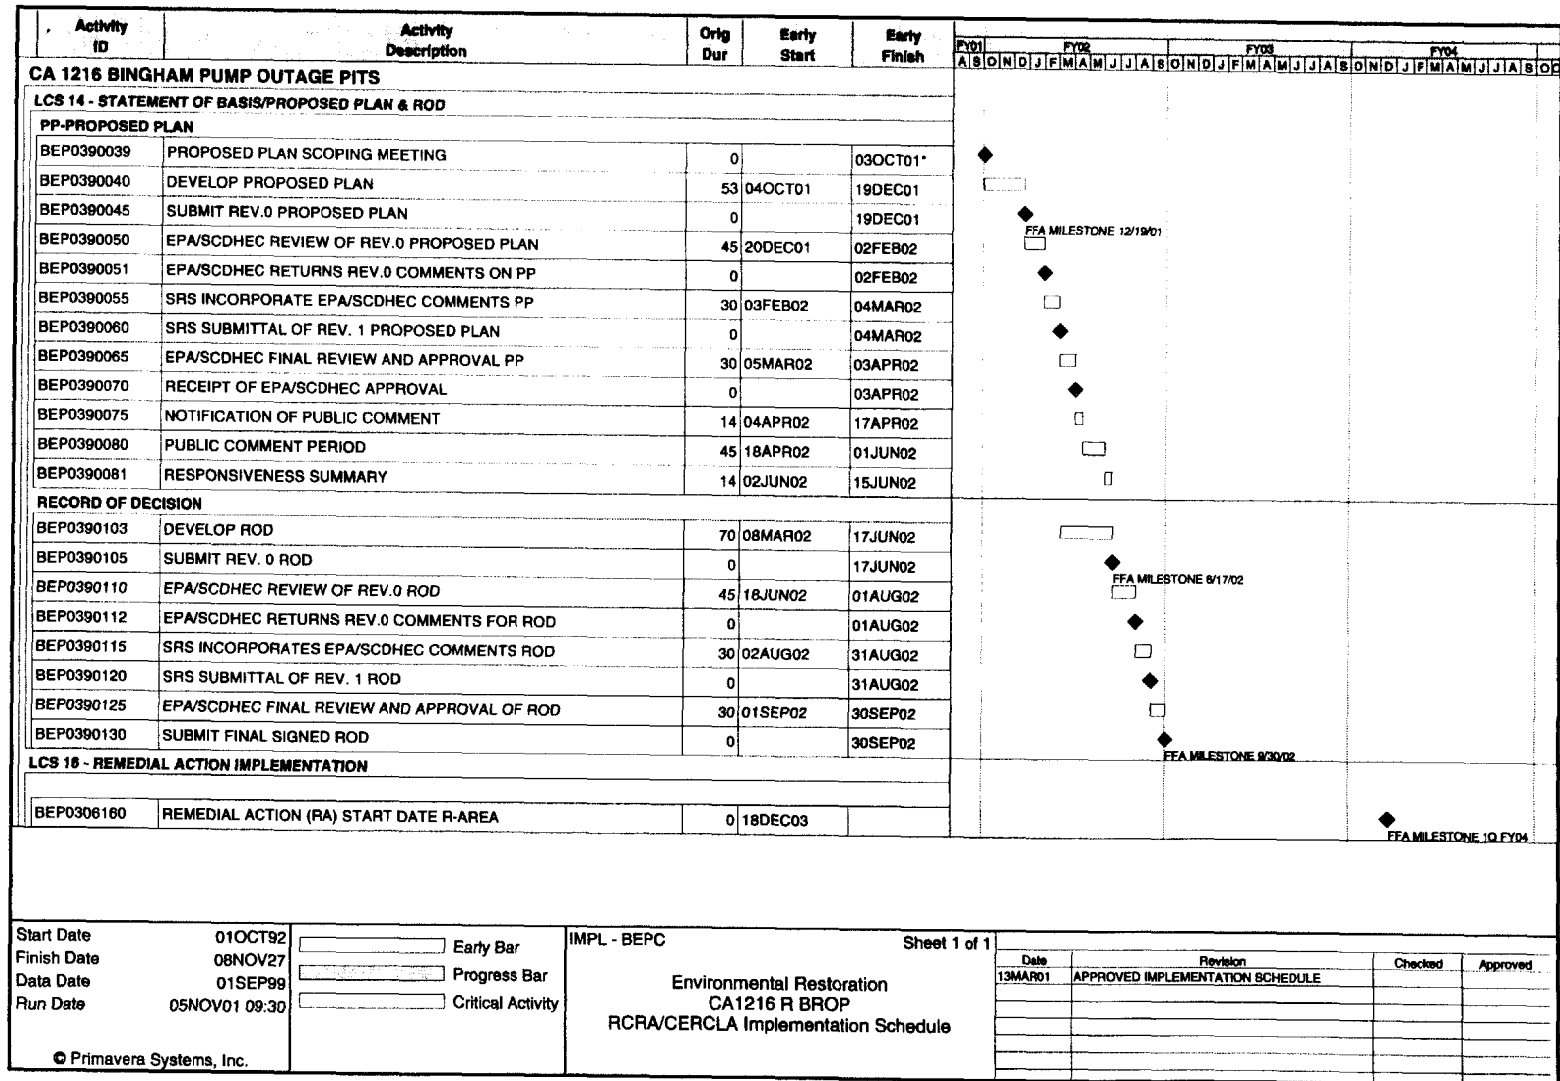 Activity ID Activity Description Orig Dur Early Start Early Finish
FY01 FY02 FY03 FY04
A S O N D J F M A M J J A S O N D J F M A M J J A S O N D J F M A M J J A S O
CA 1216 BINGHAM PUMP OUTAGE PITS
LCS 14 - STATEMENT OF BASIS/PROPOSED PLAN & ROD
PP-PROPOSED PLAN
BEP0390039 PROPOSED PLAN SCOPING MEETING 0 03OCT01*
BEP0390040 DEVELOP PROPOSED PLAN 53 04OCT01 19DEC01
BEP0390045 SUBMIT REV.0 PROPOSED PLAN 0 19DEC01
FFA MILESTONE 12/19/01
BEP0390050 EPA/SCDHEC REVIEW OF REV.0 PROPOSED PLAN 45 20DEC01 02FEB02
BEP0390051 EPA/SCDHEC RETURNS REV.0 COMMENTS ON PP 0 02FEB02
BEP0390055 SRS INCORPORATE EPA/SCDHEC COMMENTS PP 30 03FEB02 04MAR02
BEP0390060 SRS SUBMITTAL OF REV. 1 PROPOSED PLAN 0 04MAR02
BEP0390065 EPA/SCDHEC FINAL REVIEW AND APPROVAL PP 30 05MAR02 03APR02
BEP0390070 RECEIPT OF EPA/SCDHEC APPROVAL 0 03APR02
BEP0390075 NOTIFICATION OF PUBLIC COMMENT 14 04APR02 17APR02
BEP0390080 PUBLIC COMMENT PERIOD 45 18APR02 01JUN02
BEP0390081 RESPONSIVENESS SUMMARY 14 02JUN02 15JUN02
RECORD OF DECISION
BEP0390103 DEVELOP ROD 70 08MAR02 17JUN02
BEP0390105 SUBMIT REV. 0 ROD 0 17JUN02
FFA MILESTONE 6/17/02
BEP0390110 EPA/SCDHEC REVIEW OF REV.0 ROD 45 18JUN02 01AUG02
BEP0390112 EPA/SCDHEC RETURNS REV.0 COMMENTS FOR ROD 0 01AUG02
BEP0390115 SRS INCORPORATES EPA/SCDHEC COMMENTS ROD 30 02AUG02 31AUG02
BEP0390120 SRS SUBMITTAL OF REV. 1 ROD 0 31AUG02
BEP0390125 EPA/SCDHEC FINAL REVIEW AND APPROVAL OF ROD 30 01SEP02 30SEP02
BEP0390130 SUBMIT FINAL SIGNED ROD 0 30SEP02
FFA MILESTONE 9/30/02
LCS 16 - REMEDIAL ACTION IMPLEMENTATION
BEP0306160 REMEDIAL ACTION (RA) START DATE R-AREA 0 18DEC03
FFA MILESTONE 1Q FY04
Start Date 01OCT92
Finish Date 08NOV27
Data Date 01SEP99
Run Date 05NOV01 09:30
© Primavera Systems, Inc.
Early Bar
Progress Bar
Critical Activity
IMPL - BEPC Sheet 1 of 1
Environmental Restoration
CA1216 R BROP
RCRA/CERCLA Implementation Schedule
Date Revision Checked Approved
13MAR01 APPROVED IMPLEMENTATION SCHEDULE